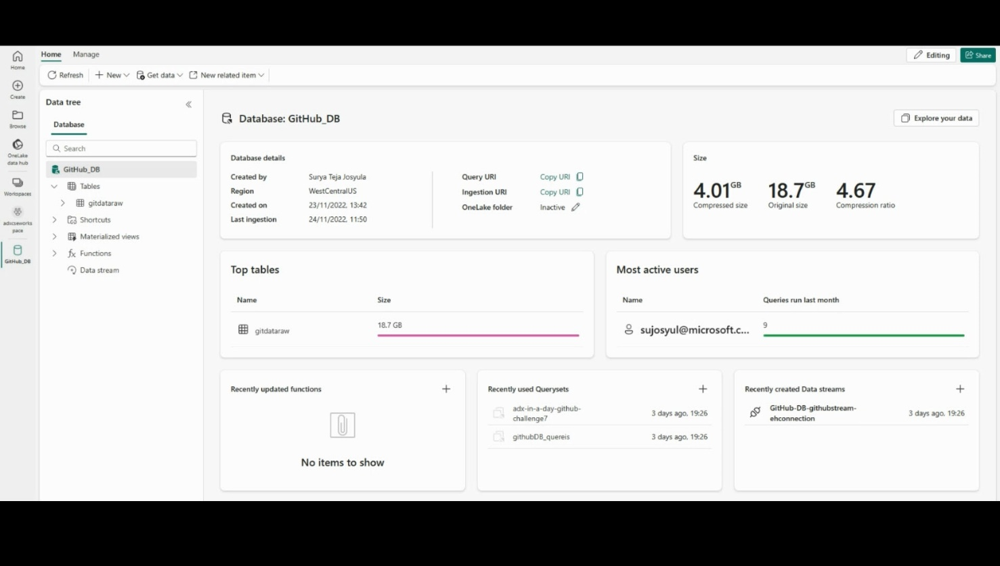 Home
Create
Browse
OneLake
data hub
Workspaces
adxcseworks
pace
GitHub_DB
Home Manage
Editing Share
Refresh New Get data New related item
Data tree
Database
Search
GitHub_DB
Tables
gitdataraw
Shortcuts
Materialized views
fx Functions
Data stream
Database: GitHub_DB
Explore your data
Database details
Created by Surya Teja Josyula
Region WestCentralUS
Created on 23/11/2022, 13:42
Last ingestion 24/11/2022, 11:50
Query URI Copy URI
Ingestion URI Copy URI
OneLake folder Inactive
Size
4.01GB 18.7GB 4.67
Compressed size Original size Compression ratio
Top tables
Name Size
gitdataraw 18.7 GB
Most active users
Name Queries run last month
sujosyul@microsoft.c... 9
Recently updated functions
No items to show
Recently used Querysets
adx-in-a-day-github-
challenge7 3 days ago, 19:26
githubDB_quereis 3 days ago, 19:26
Recently created Data streams
GitHub-DB-githubstream-
ehconnection 3 days ago, 19:26